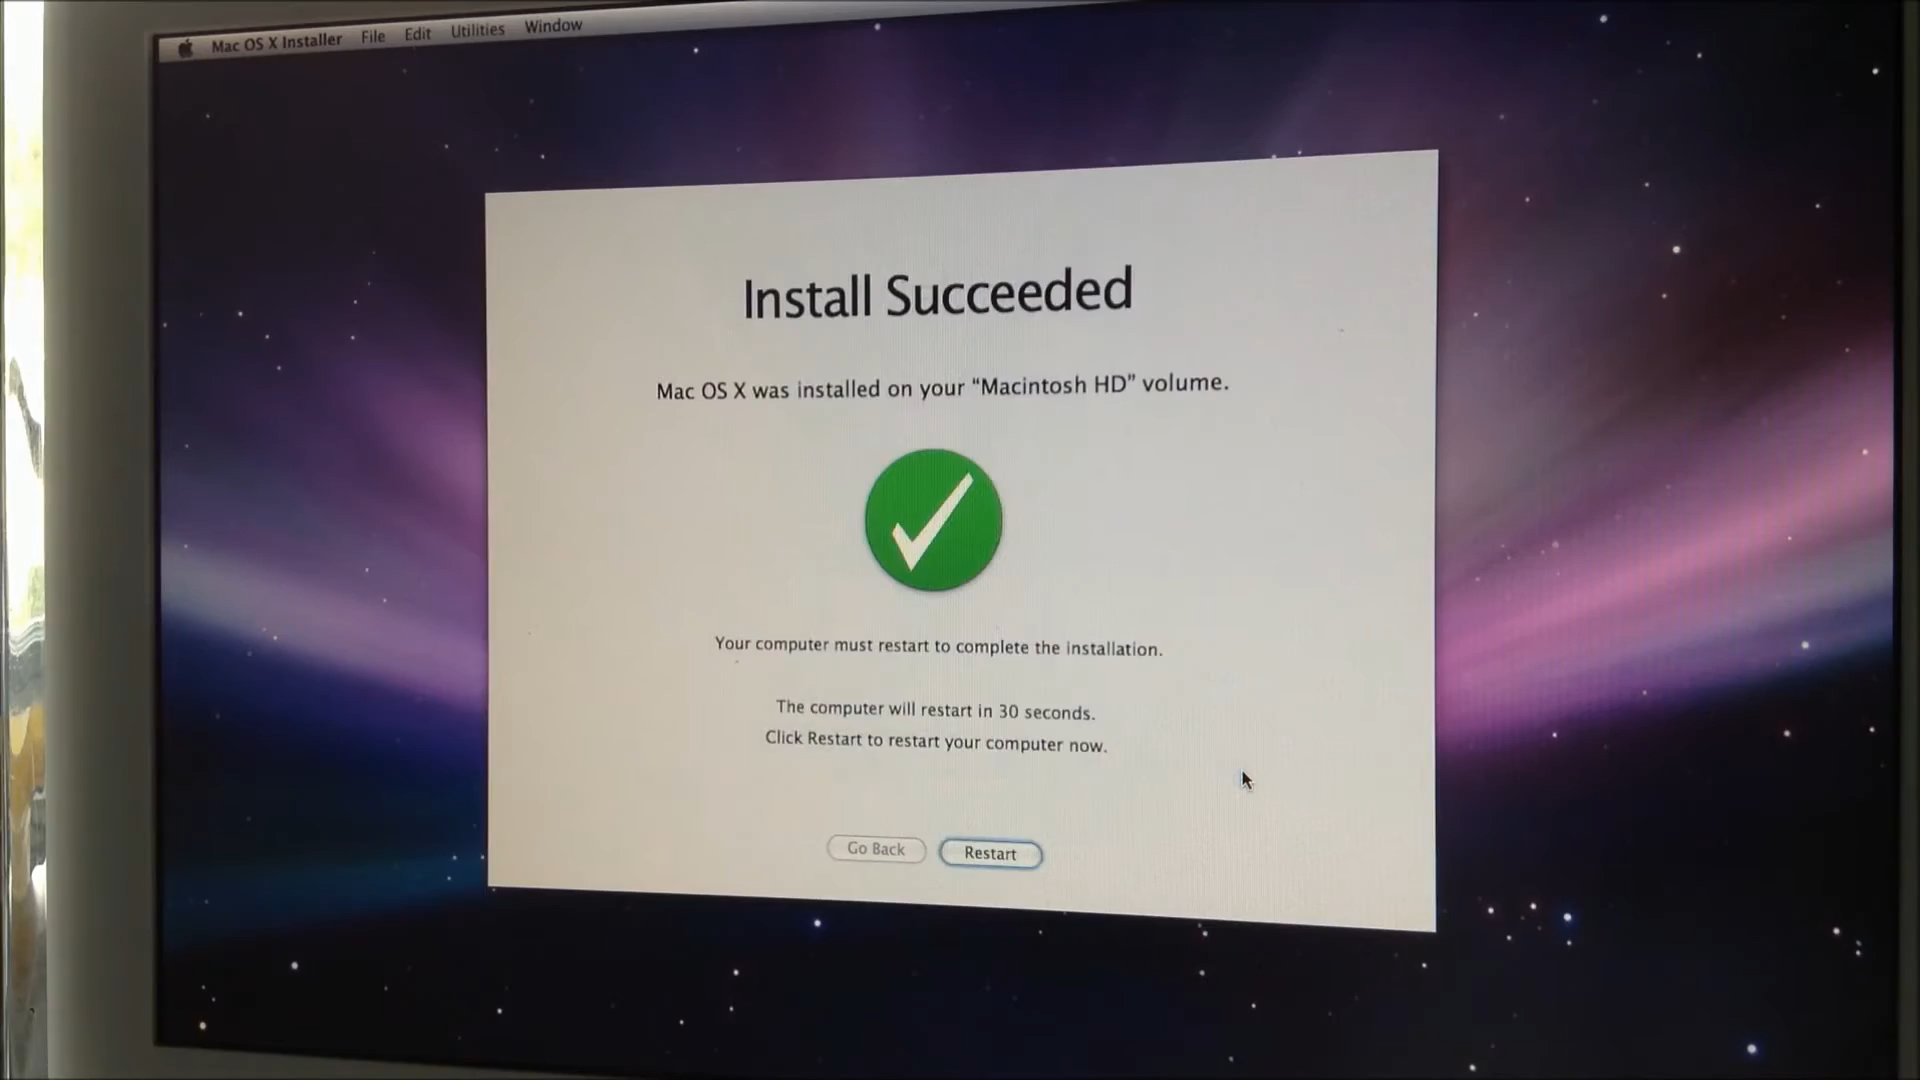 Mac OS X Installer File Edit Utilities Window
Install Succeeded
Mac OS X was installed on your “Macintosh HD” volume.
Your computer must restart to complete the installation.
The computer will restart in 30 seconds.
Click Restart to restart your computer now.
Go Back Restart